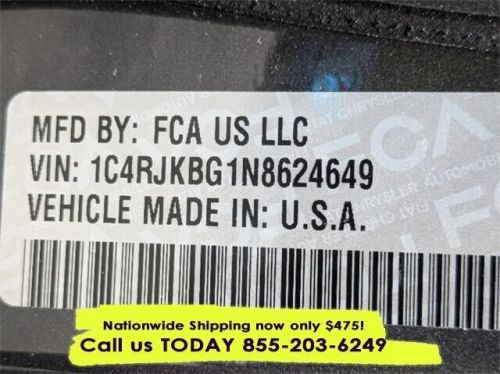 MFD BY: FCA US LLC
VIN: 1C4RJKBG1N8624649
VEHICLE MADE IN: U.S.A.
Nationwide Shipping now only $475!
Call us TODAY 855-203-6249